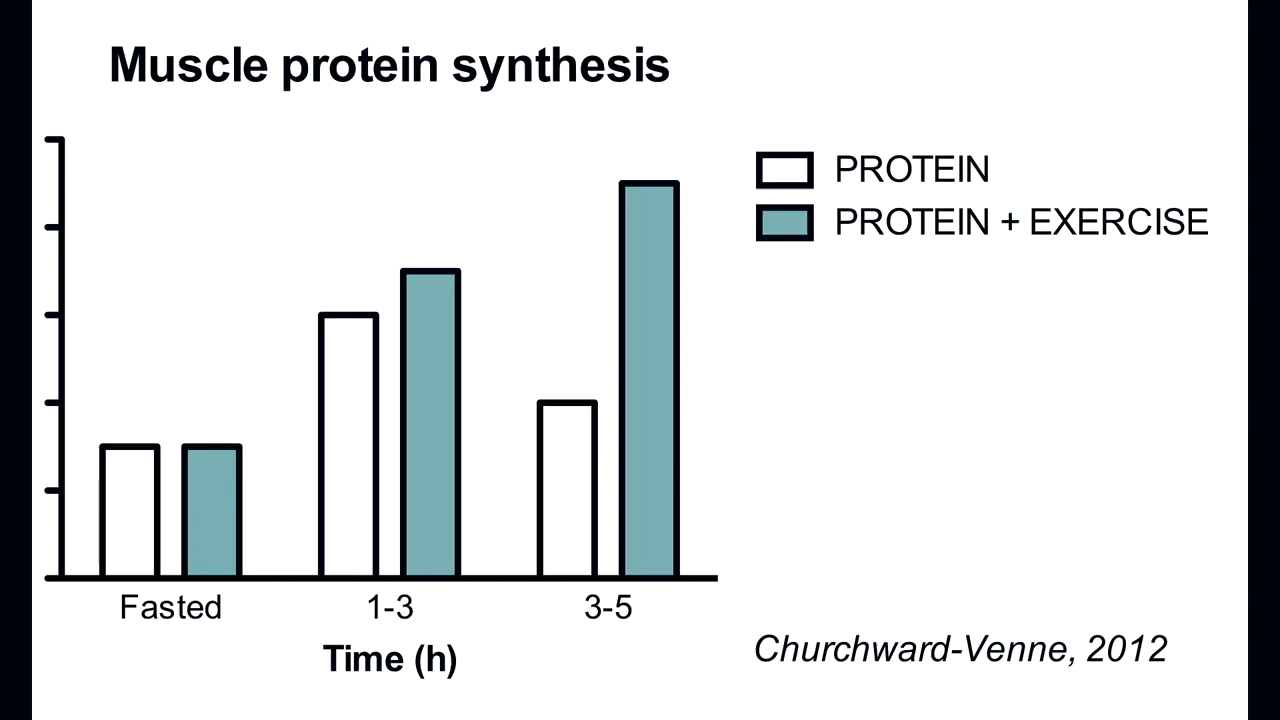 Muscle protein synthesis
PROTEIN
PROTEIN + EXERCISE
Fasted
1-3
3-5
Time (h)
Churchward-Venne, 2012